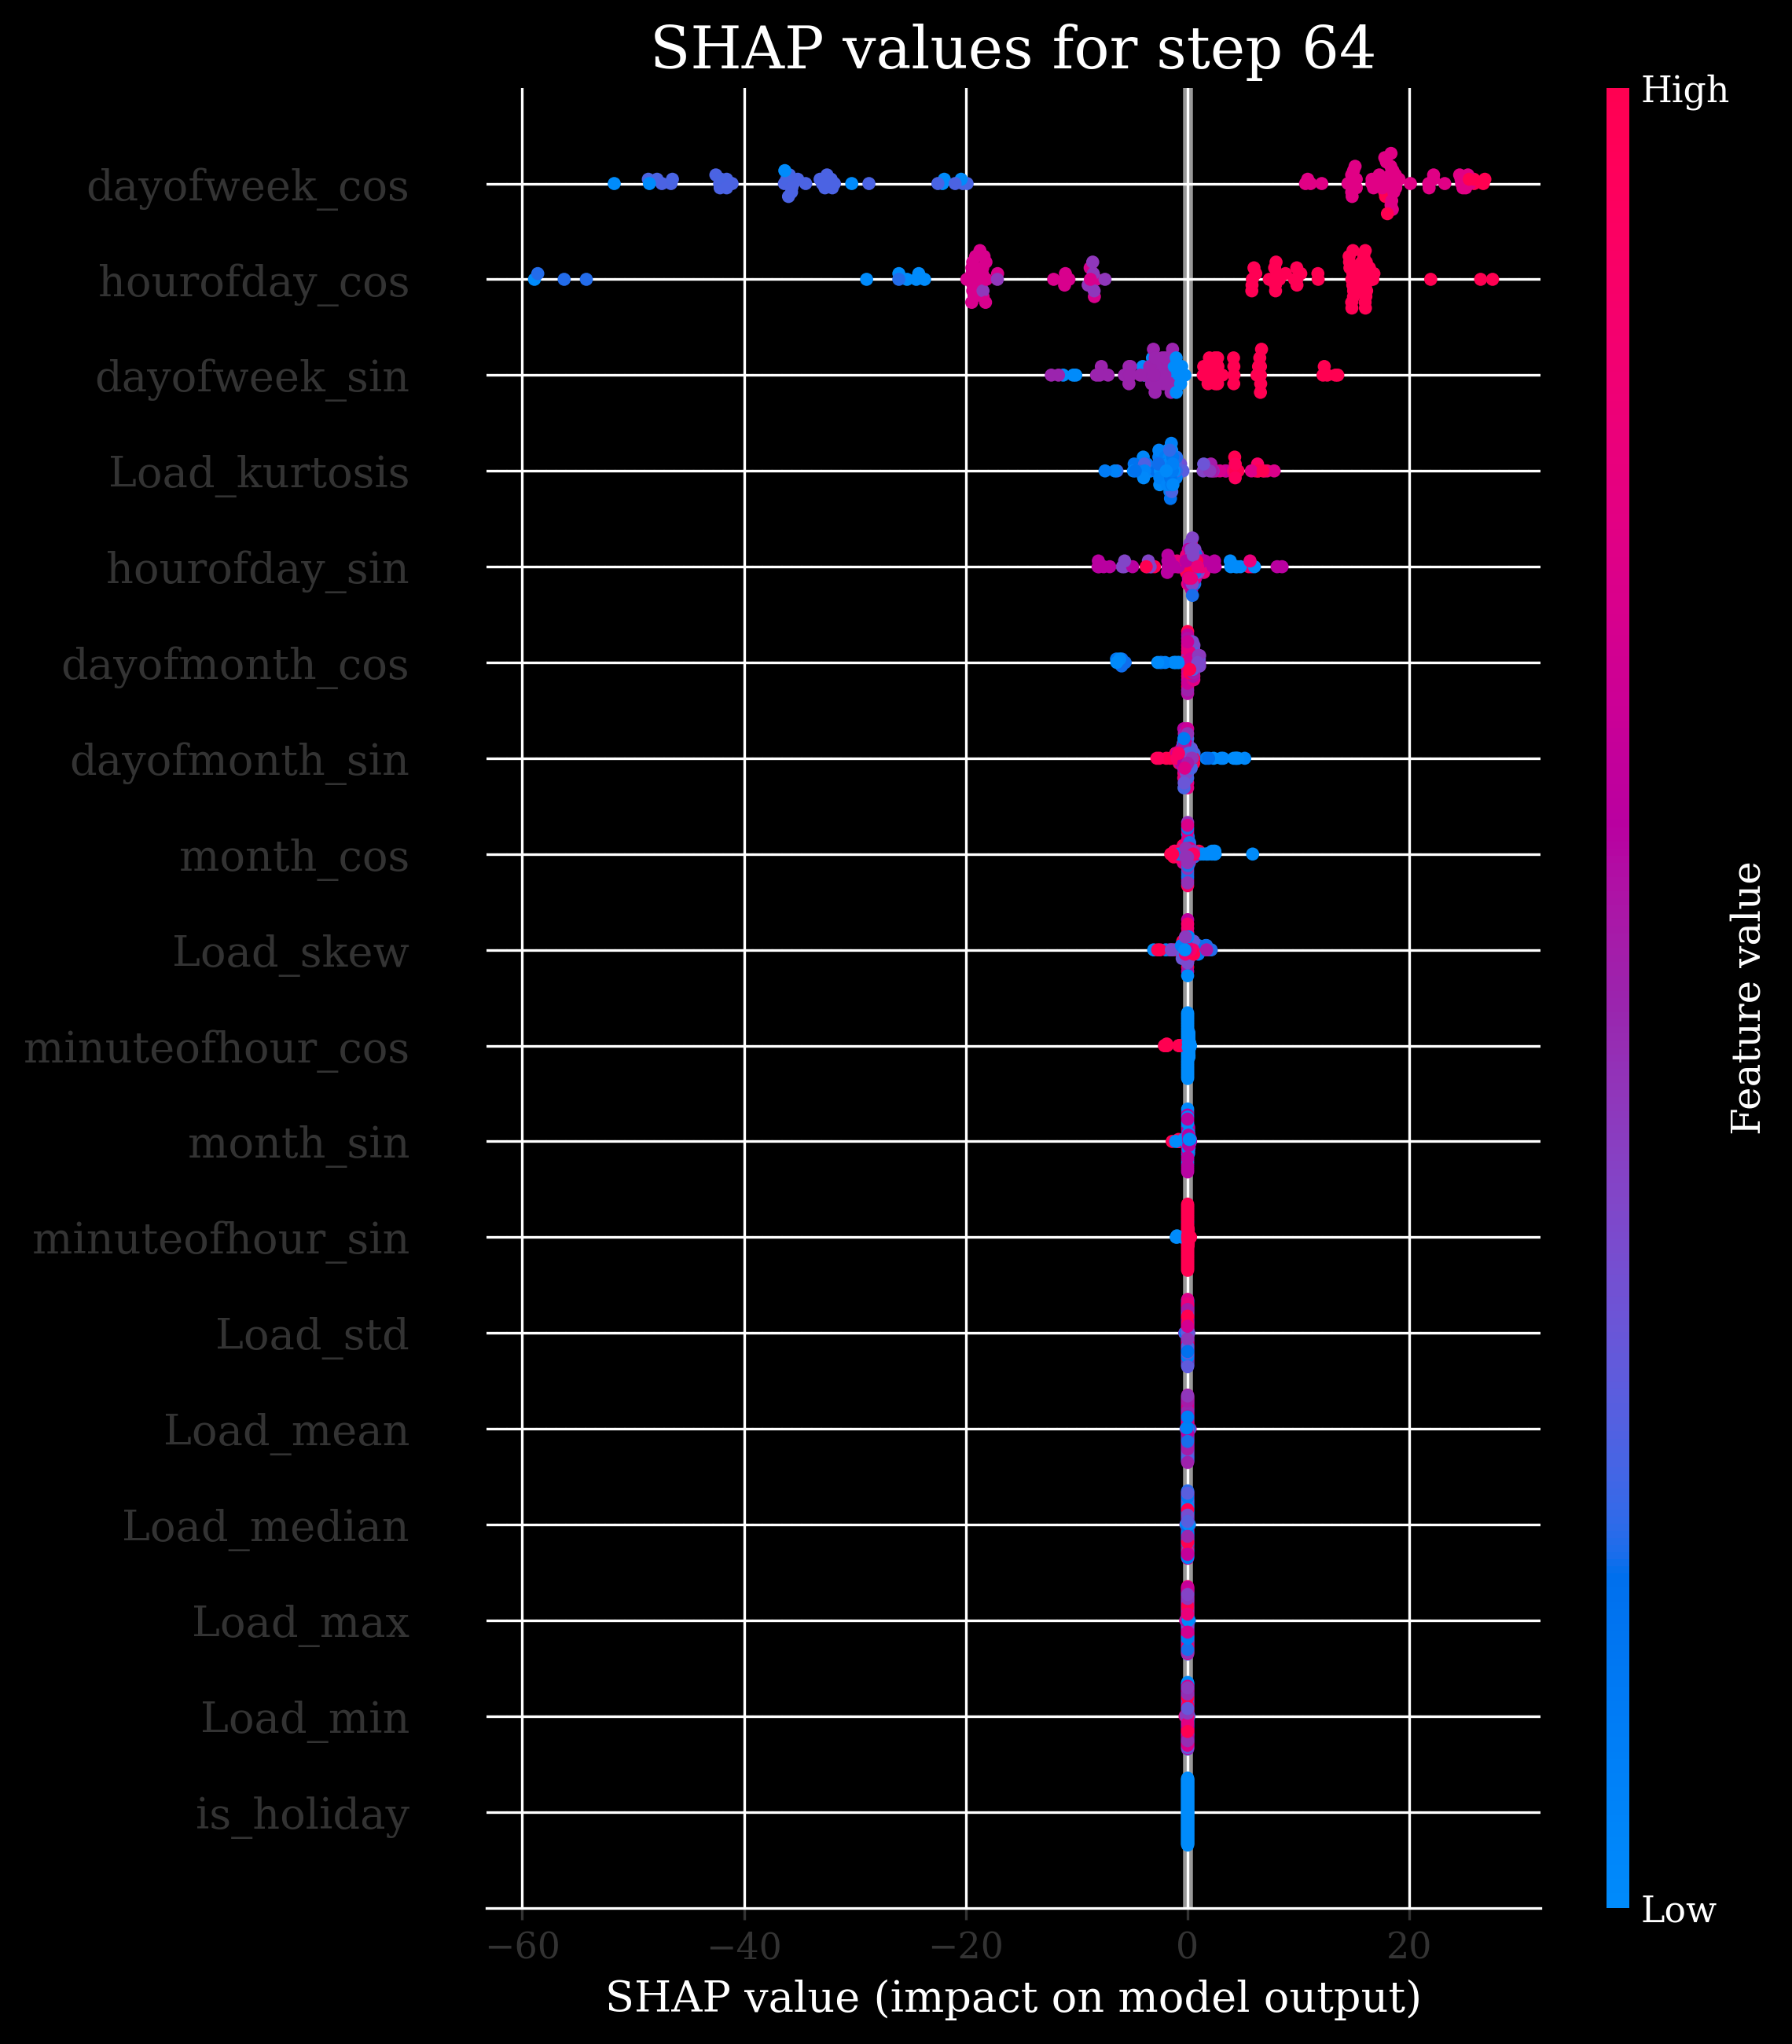 SHAP values for step 64
High
dayofweek_cos
hourofday_cos
dayofweek_sin
Load_kurtosis
hourofday_sin
dayofmonth_cos
dayofmonth_sin
month_cos
Load_skew
minuteofhour_cos
month_sin
minuteofhour_sin
Load_std
Load_mean
Load_median
Load_max
Load_min
is_holiday
Feature value
Low
−60 −40 −20 0 20
SHAP value (impact on model output)